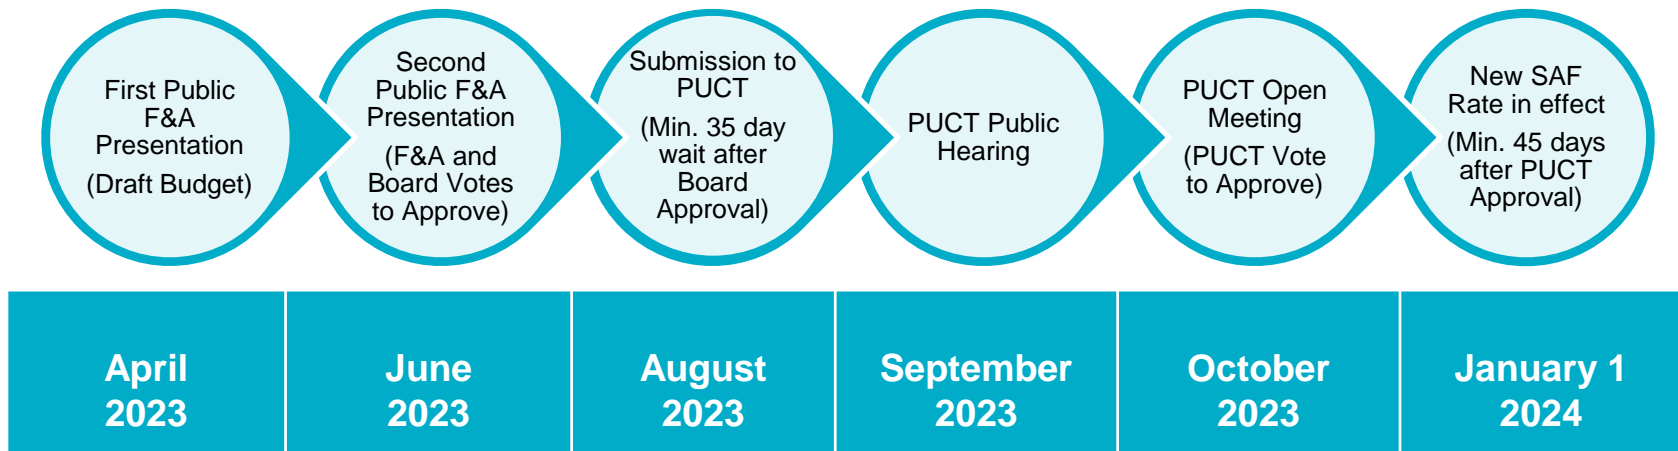 First Public
F&A
Presentation
(Draft Budget)
Second
Public F&A
Presentation
(F&A and
Board Votes
to Approve)
Submission to
PUCT
(Min. 35 day
wait after
Board
Approval)
PUCT Public
Hearing
PUCT Open
Meeting
(PUCT Vote
to Approve)
New SAF
Rate in effect
(Min. 45 days
after PUCT
Approval)
April
2023
June
2023
August
2023
September
2023
October
2023
January 1
2024